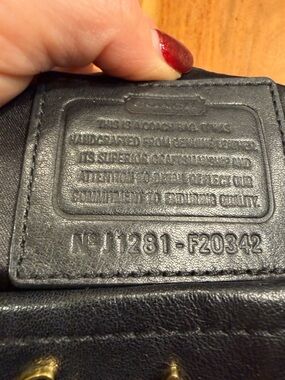 THIS IS A COACH BAG. IT WAS
HANDCRAFTED FROM GENUINE LEATHER.
ITS SUPERIOR CRAFTSMANSHIP AND
ATTENTION TO DETAIL REFLECT OUR
COMMITMENT TO ENDURING QUALITY.
Nº J1281-F20342